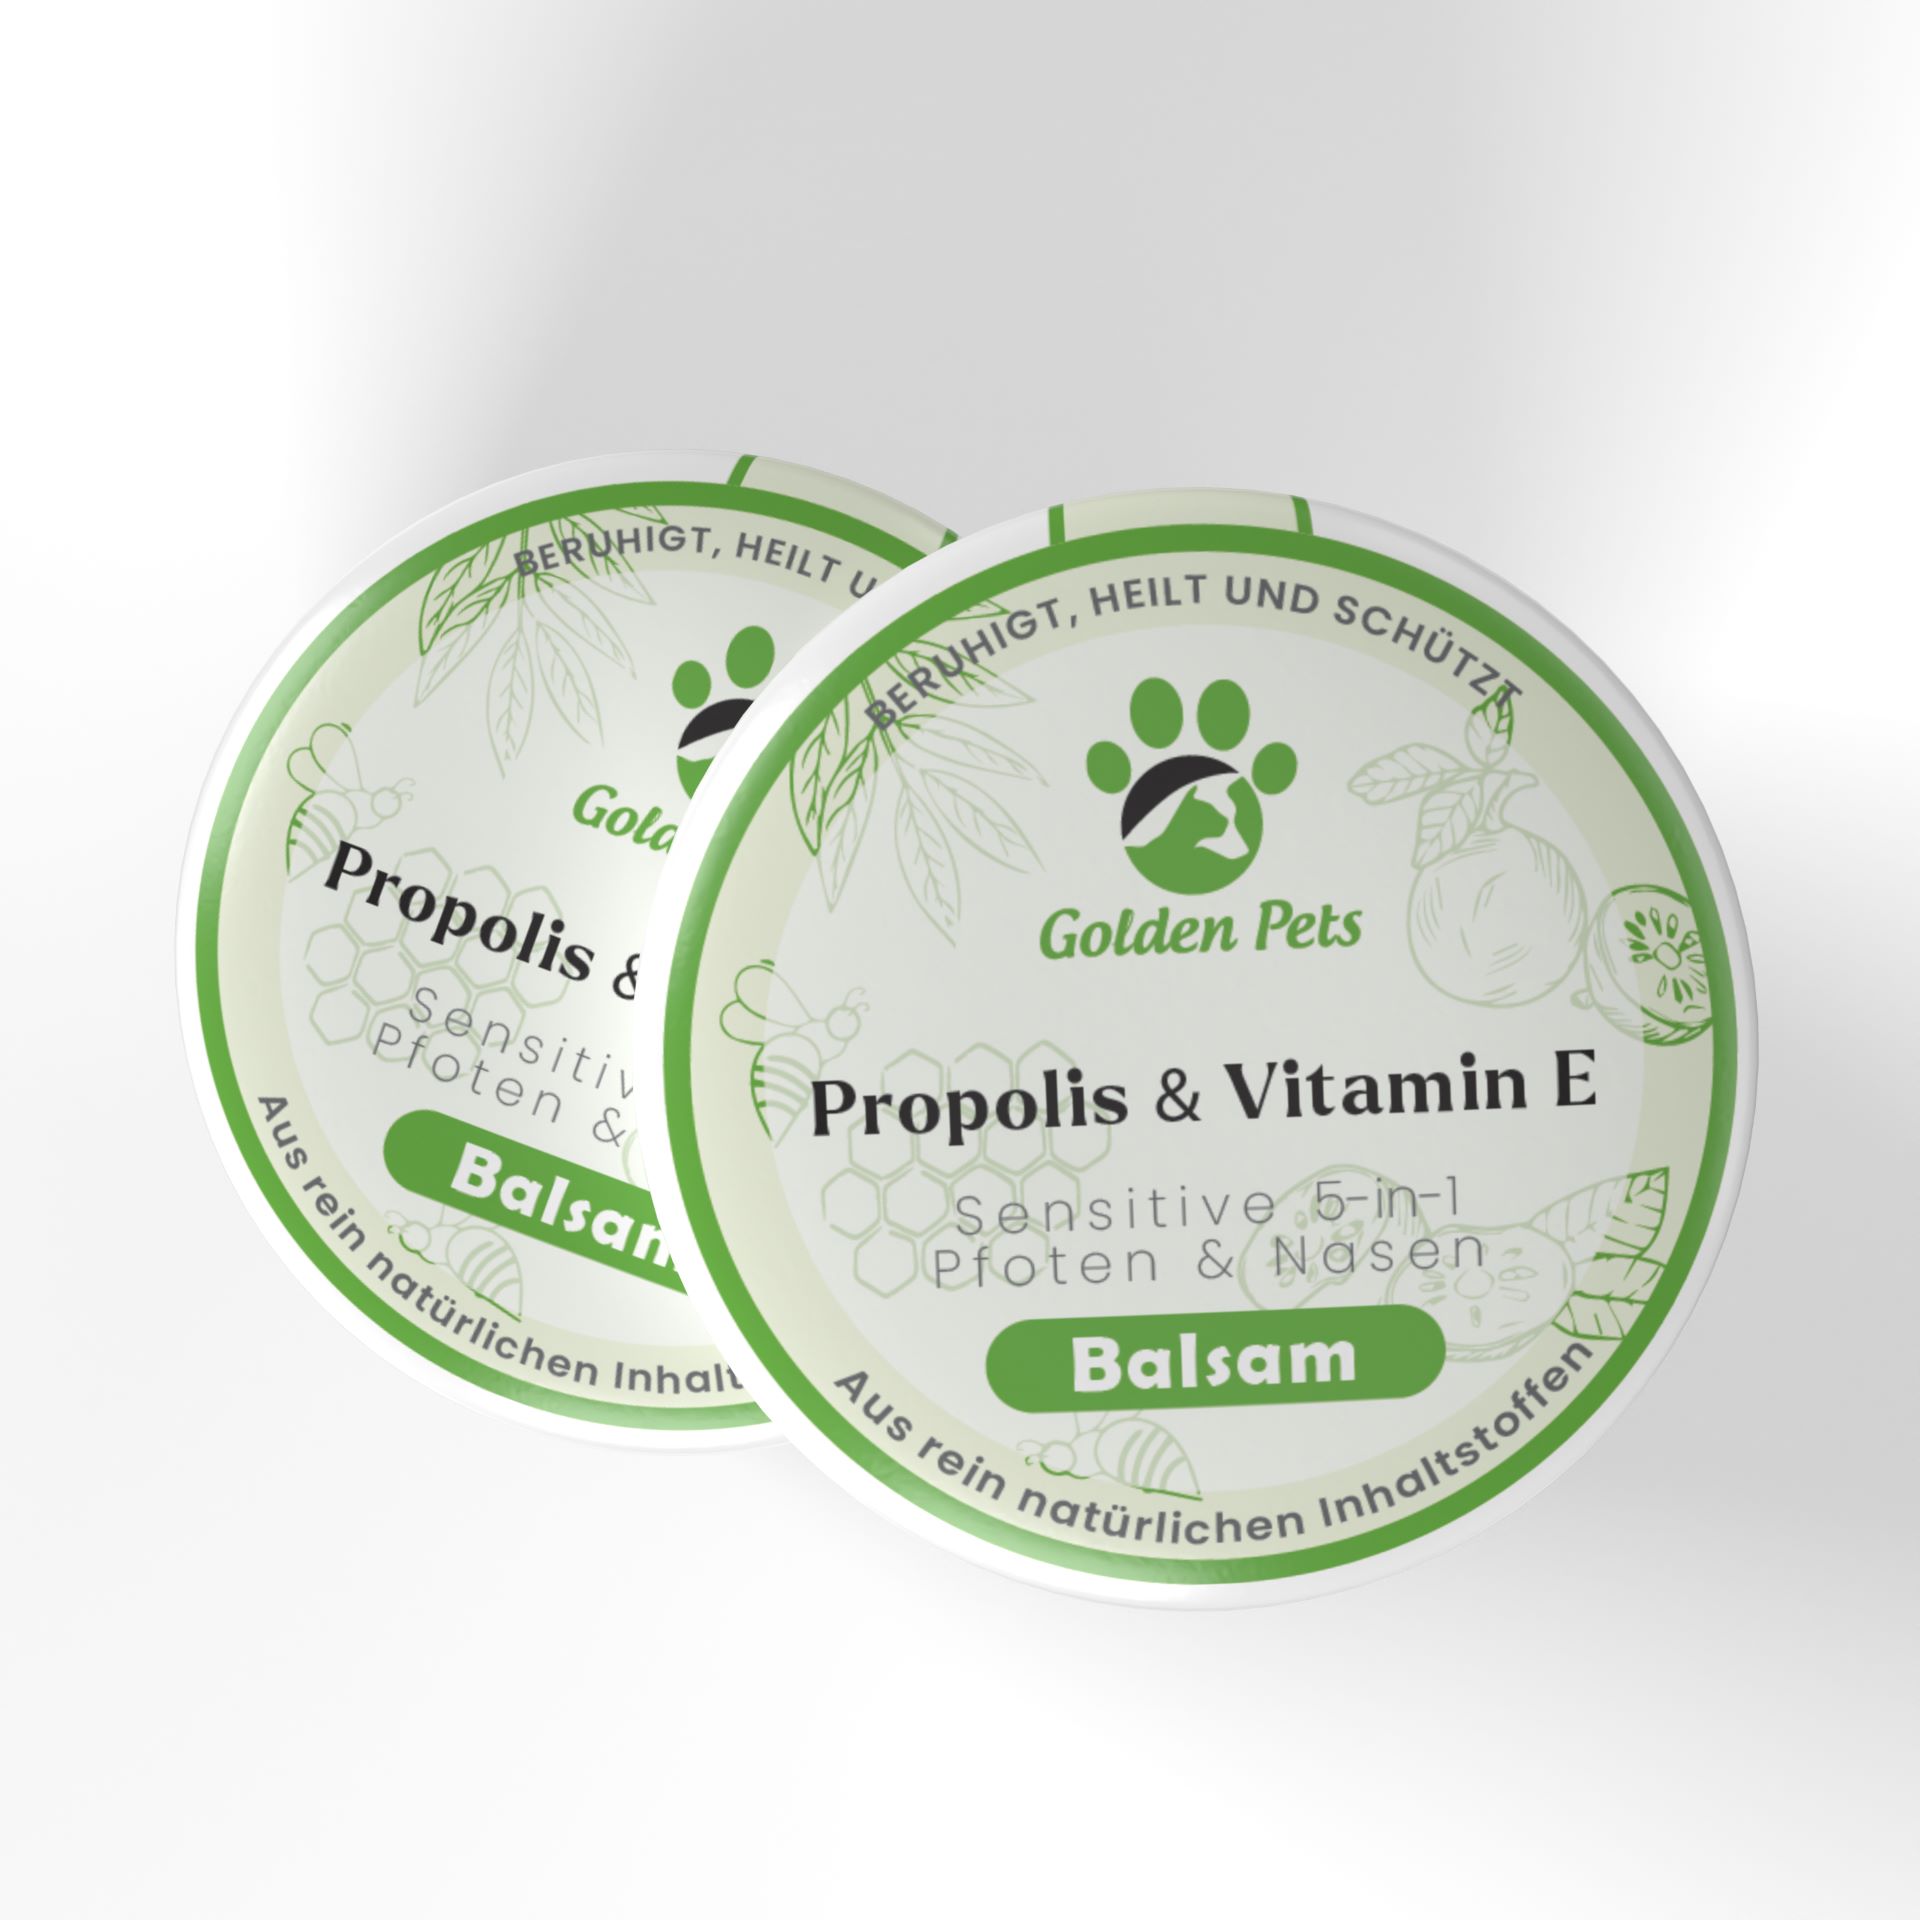 BERUHIGT, HEILT U
Gold
Propolis &
Sensitiv
Pfoten &
Balsam
Aus rein natürlichen Inhalt
BERUHIGT, HEILT UND SCHÜTZT
Golden Pets
Propolis & Vitamin E
Sensitive 5-in-1
Pfoten & Nasen
Balsam
Aus rein natürlichen Inhaltstoffen